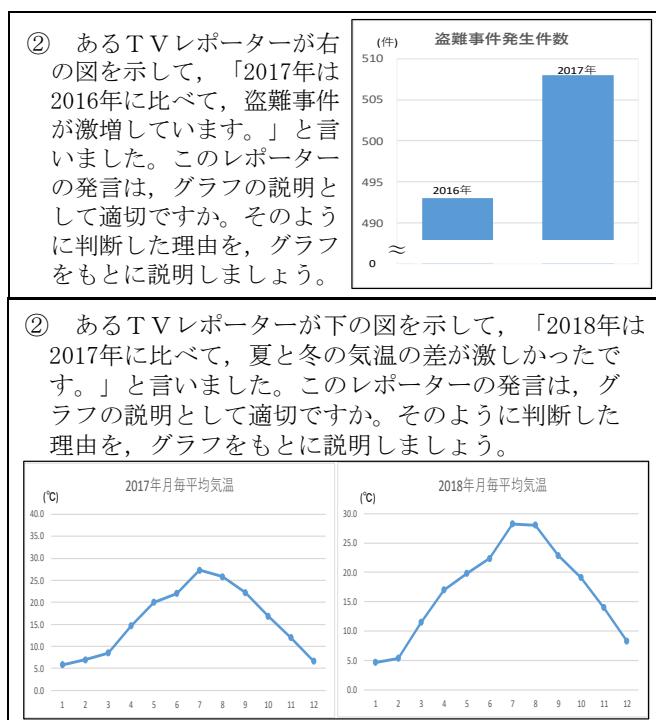 ② あるＴＶレポーターが右
の図を示して，「2017年は
2016年に比べて，盗難事件
が激増しています。」と言
いました。このレポーター
の発言は，グラフの説明と
して適切ですか。そのよう
に判断した理由を，グラフ
をもとに説明しましょう。
(件) 盗難事件発生件数
510
2017年
505
500
495
2016年
490
≈
0
② あるＴＶレポーターが下の図を示して，「2018年は
2017年に比べて，夏と冬の気温の差が激しかったで
す。」と言いました。このレポーターの発言は，グ
ラフの説明として適切ですか。そのように判断した
理由を，グラフをもとに説明しましょう。
2017年月毎平均気温
(℃)
40.0
35.0
30.0
25.0
20.0
15.0
10.0
5.0
0.0
1 2 3 4 5 6 7 8 9 10 11 12
2018年月毎平均気温
(℃)
30.0
25.0
20.0
15.0
10.0
5.0
0.0
1 2 3 4 5 6 7 8 9 10 11 12